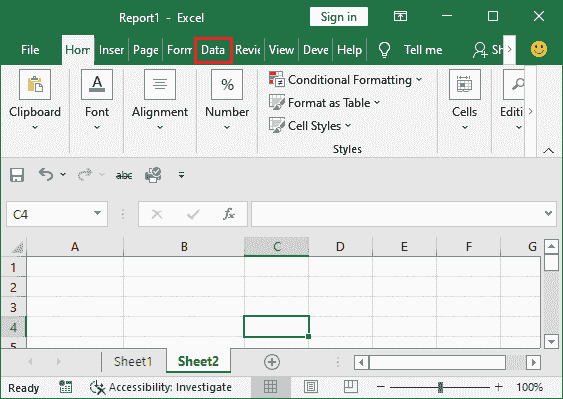 Report1 - Excel
Sign in
File Hom Inser Page Form Data Revie View Deve Help Tell me Sh
Clipboard
Font
Alignment
%
Number
Conditional Formatting
Format as Table
Cell Styles
Styles
Cells
Editi
abc
C4
fx
A B C D E F G
1
2
3
4
Sheet1 Sheet2
Ready Accessibility: Investigate 100%